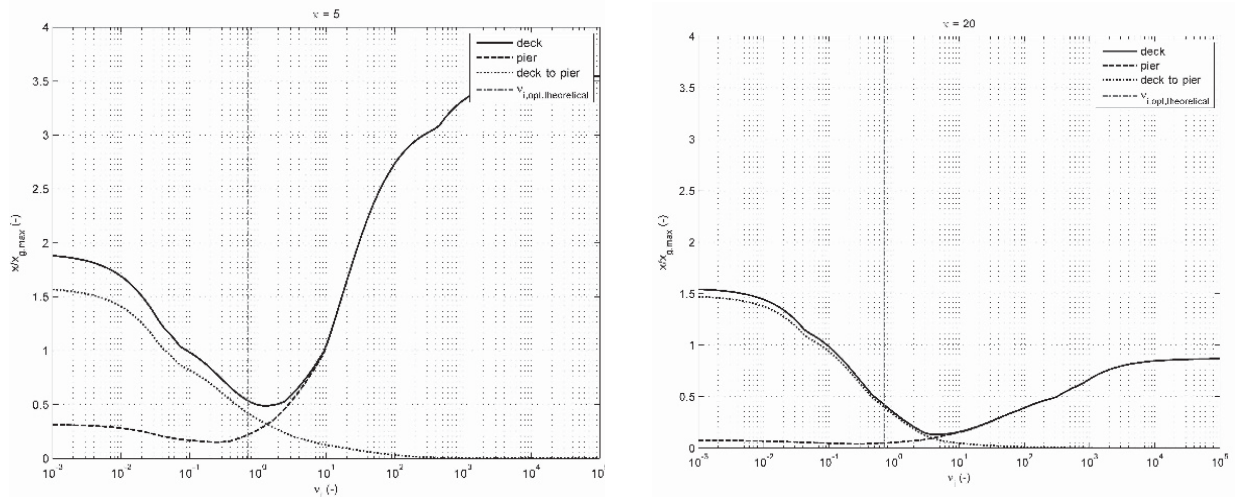 κ = 5
4
3.5
3
2.5
2
1.5
1
0.5
0
x/x_g,max (-)
deck
pier
deck to pier
ν_i,opt,theorelical
10^-3 10^-2 10^-1 10^0 10^1 10^2 10^3 10^4 10
ν_i (-)
κ = 20
4
3.5
3
2.5
2
1.5
1
0.5
0
x/x_g,max (-)
deck
pier
deck to pier
ν_i,opt,theorelical
10^-3 10^-2 10^-1 10^0 10^1 10^2 10^3 10^4 10^5
ν_i (-)